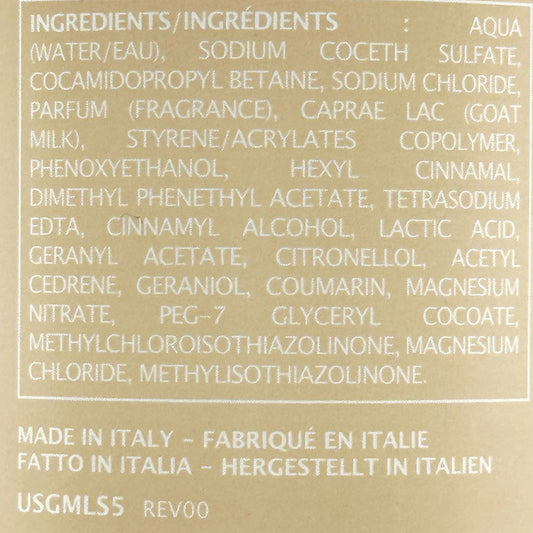 INGREDIENTS/INGRÉDIENTS : AQUA
(WATER/EAU), SODIUM COCETH SULFATE,
COCAMIDOPROPYL BETAINE, SODIUM CHLORIDE,
PARFUM (FRAGRANCE), CAPRAE LAC (GOAT
MILK), STYRENE/ACRYLATES COPOLYMER,
PHENOXYETHANOL, HEXYL CINNAMAL,
DIMETHYL PHENETHYL ACETATE, TETRASODIUM
EDTA, CINNAMYL ALCOHOL, LACTIC ACID,
GERANYL ACETATE, CITRONELLOL, ACETYL
CEDRENE, GERANIOL, COUMARIN, MAGNESIUM
NITRATE, PEG-7 GLYCERYL COCOATE,
METHYLCHLOROISOTHIAZOLINONE, MAGNESIUM
CHLORIDE, METHYLISOTHIAZOLINONE.
MADE IN ITALY – FABRIQUÉ EN ITALIE
FATTO IN ITALIA – HERGESTELLT IN ITALIEN
USGMLS5 REV00